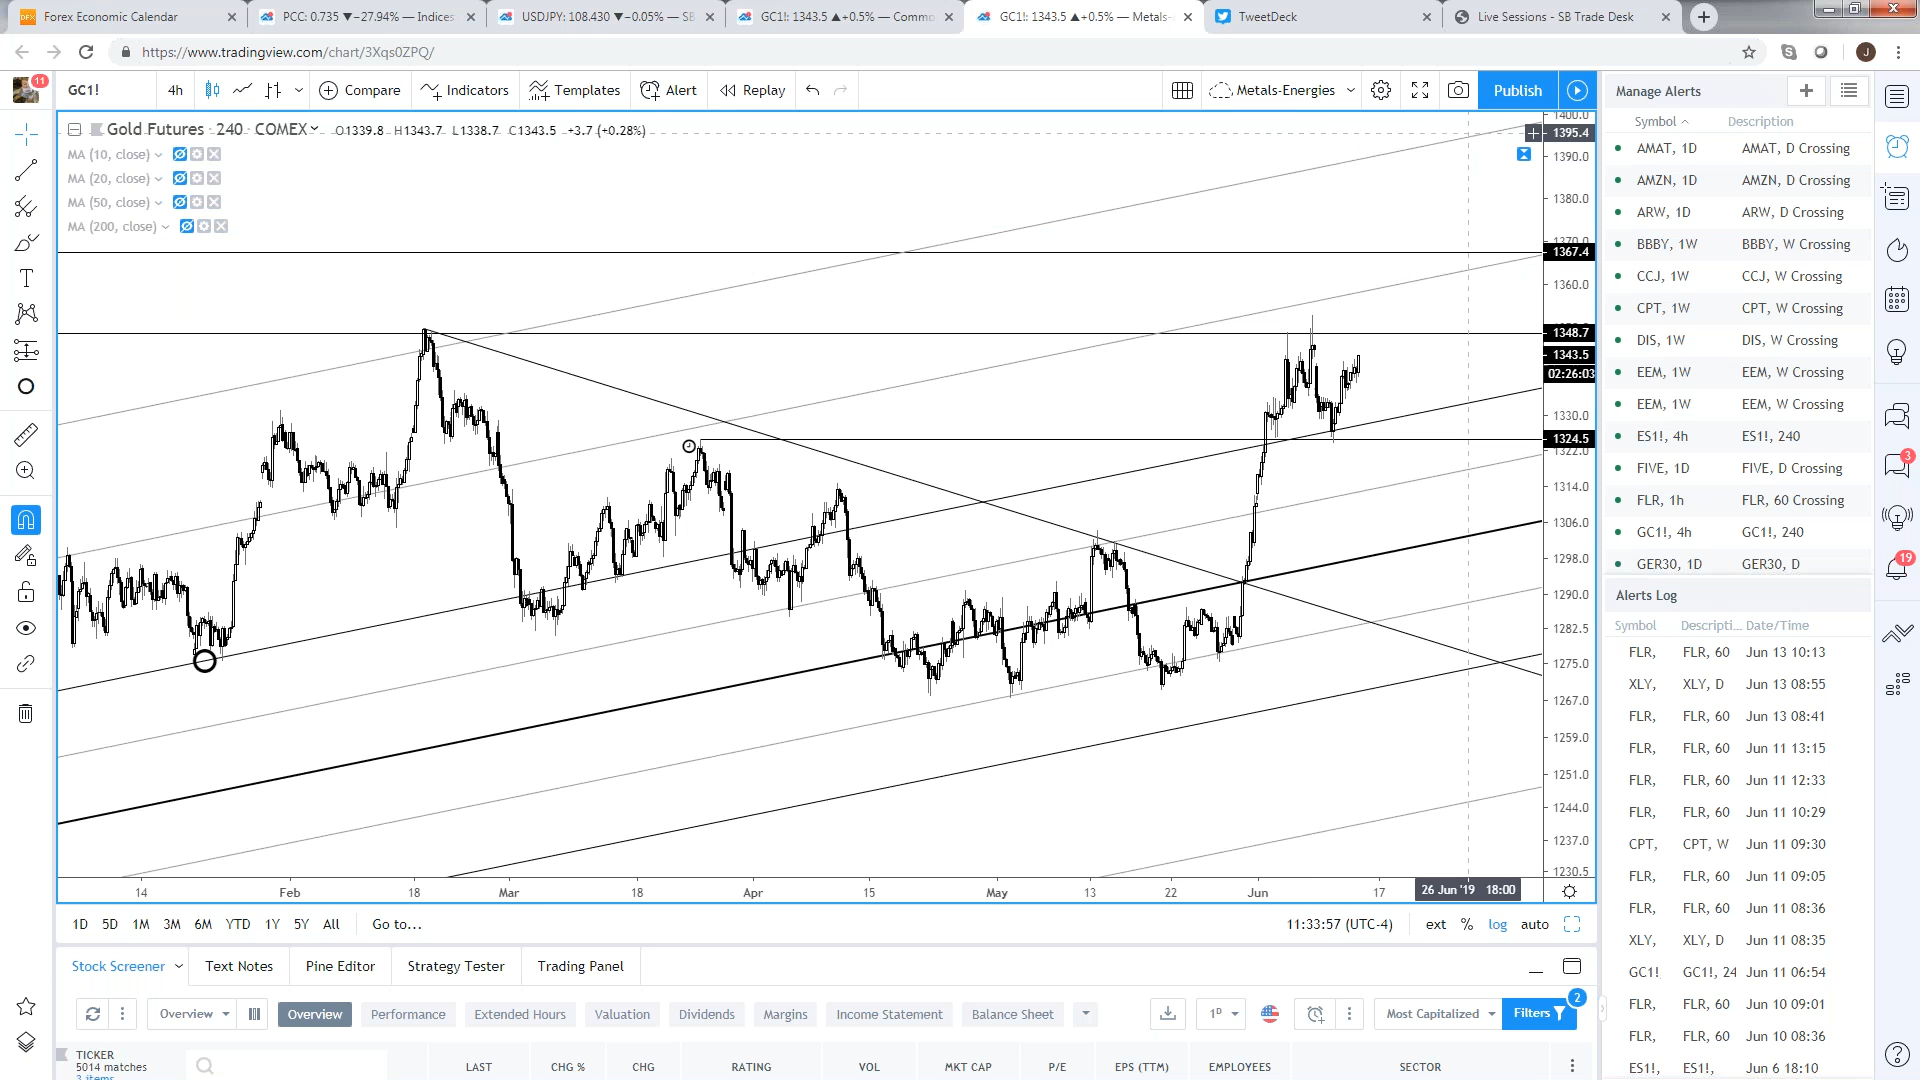 Forex Economic Calendar
PCC: 0.735 ▼−27.94% — Indices
USDJPY: 108.430 ▼−0.05% — SB
GC1!: 1343.5 ▲+0.5% — Commo
GC1!: 1343.5 ▲+0.5% — Metals-
TweetDeck
Live Sessions - SB Trade Desk
https://www.tradingview.com/chart/3Xqs0ZPQ/
J
11
GC1!
4h
Compare
Indicators
Templates
Alert
Replay
Metals-Energies
Publish
Gold Futures · 240 · COMEX
O1339.8 H1343.7 L1338.7 C1343.5 +3.7 (+0.28%)
MA (10, close)
MA (20, close)
MA (50, close)
MA (200, close)
1400.0
1395.4
1390.0
1380.0
1370.0
1367.4
1360.0
1348.7
1343.5
02:26:03
1330.0
1324.5
1322.0
1314.0
1306.0
1298.0
1290.0
1282.5
1275.0
1267.0
1259.0
1251.0
1244.0
1237.0
1230.5
14 Feb 18 Mar 18 Apr 15 May 13 22 Jun 17
26 Jun '19 18:00
1D 5D 1M 3M 6M YTD 1Y 5Y All Go to...
11:33:57 (UTC-4) ext % log auto
Stock Screener Text Notes Pine Editor Strategy Tester Trading Panel
Overview Overview Performance Extended Hours Valuation Dividends Margins Income Statement Balance Sheet
1D
Most Capitalized
Filters
2
TICKER
5014 matches
3 items
LAST CHG % CHG RATING VOL MKT CAP P/E EPS (TTM) EMPLOYEES SECTOR
Manage Alerts
Symbol Description
AMAT, 1D AMAT, D Crossing
AMZN, 1D AMZN, D Crossing
ARW, 1D ARW, D Crossing
BBBY, 1W BBBY, W Crossing
CCJ, 1W CCJ, W Crossing
CPT, 1W CPT, W Crossing
DIS, 1W DIS, W Crossing
EEM, 1W EEM, W Crossing
EEM, 1W EEM, W Crossing
ES1!, 4h ES1!, 240
FIVE, 1D FIVE, D Crossing
FLR, 1h FLR, 60 Crossing
GC1!, 4h GC1!, 240
GER30, 1D GER30, D
Alerts Log
Symbol Descripti... Date/Time
FLR, FLR, 60 Jun 13 10:13
XLY, XLY, D Jun 13 08:55
FLR, FLR, 60 Jun 13 08:41
FLR, FLR, 60 Jun 11 13:15
FLR, FLR, 60 Jun 11 12:33
FLR, FLR, 60 Jun 11 10:29
CPT, CPT, W Jun 11 09:30
FLR, FLR, 60 Jun 11 09:05
FLR, FLR, 60 Jun 11 08:36
XLY, XLY, D Jun 11 08:35
GC1! GC1!, 24 Jun 11 06:54
FLR, FLR, 60 Jun 10 09:01
FLR, FLR, 60 Jun 10 08:36
ES1!, ES1!, Jun 6 18:10
3
19